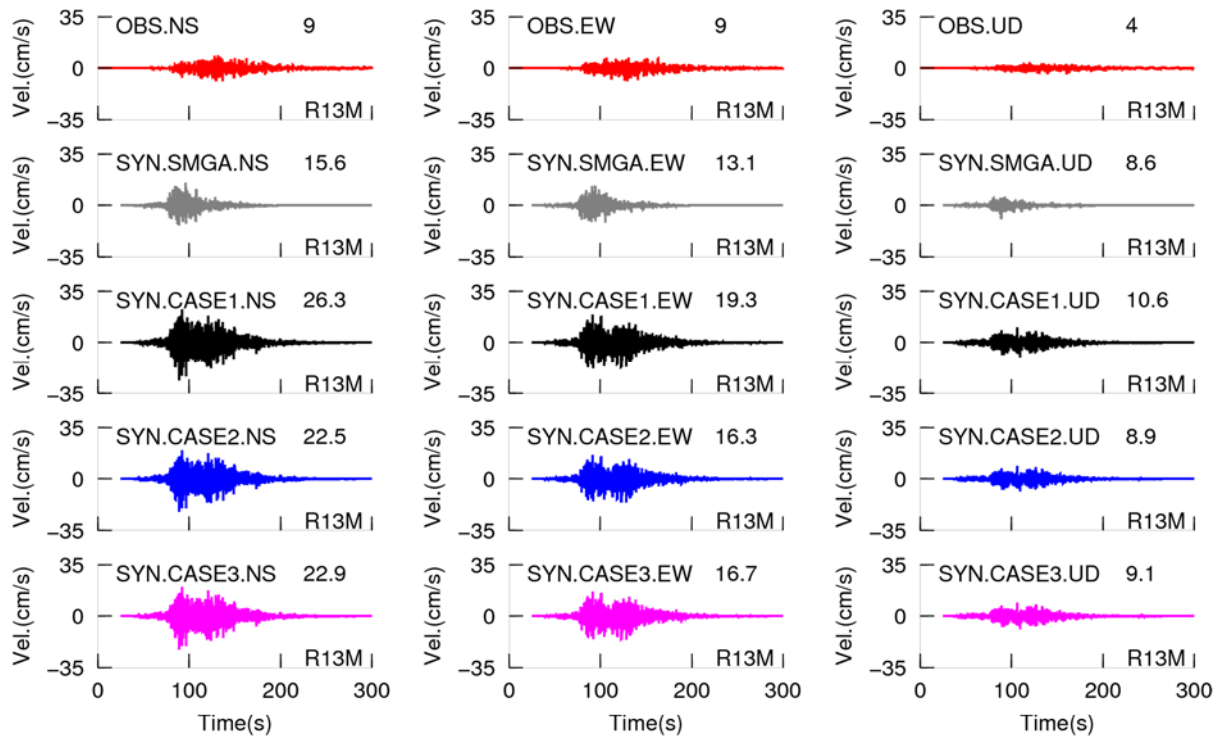 35 OBS.NS 9 35 OBS.EW 9 35 OBS.UD 4
Vel.(cm/s) 0 Vel.(cm/s) 0 Vel.(cm/s) 0
−35 R13M −35 R13M −35 R13M
35 SYN.SMGA.NS 15.6 35 SYN.SMGA.EW 13.1 35 SYN.SMGA.UD 8.6
Vel.(cm/s) 0 Vel.(cm/s) 0 Vel.(cm/s) 0
−35 R13M −35 R13M −35 R13M
35 SYN.CASE1.NS 26.3 35 SYN.CASE1.EW 19.3 35 SYN.CASE1.UD 10.6
Vel.(cm/s) 0 Vel.(cm/s) 0 Vel.(cm/s) 0
−35 R13M −35 R13M −35 R13M
35 SYN.CASE2.NS 22.5 35 SYN.CASE2.EW 16.3 35 SYN.CASE2.UD 8.9
Vel.(cm/s) 0 Vel.(cm/s) 0 Vel.(cm/s) 0
−35 R13M −35 R13M −35 R13M
35 SYN.CASE3.NS 22.9 35 SYN.CASE3.EW 16.7 35 SYN.CASE3.UD 9.1
Vel.(cm/s) 0 Vel.(cm/s) 0 Vel.(cm/s) 0
−35 R13M −35 R13M −35 R13M
0 100 200 300 0 100 200 300 0 100 200 300
Time(s) Time(s) Time(s)